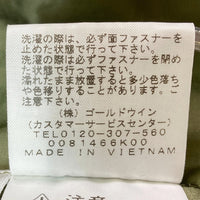 洗濯の際は、必ず面ファスナーを
止めた状態で行って下さい。
洗濯の際は、必ずファスナーを閉め
た状態で行って下さい。
濡れたまま放置すると多少色落ち
や色移りすることがあります。ご
注意下さい。
(株)ゴールドウイン
(カスタマーサービスセンター)
TEL0120-307-560
0081466K00
MADE IN VIETNAM
注意